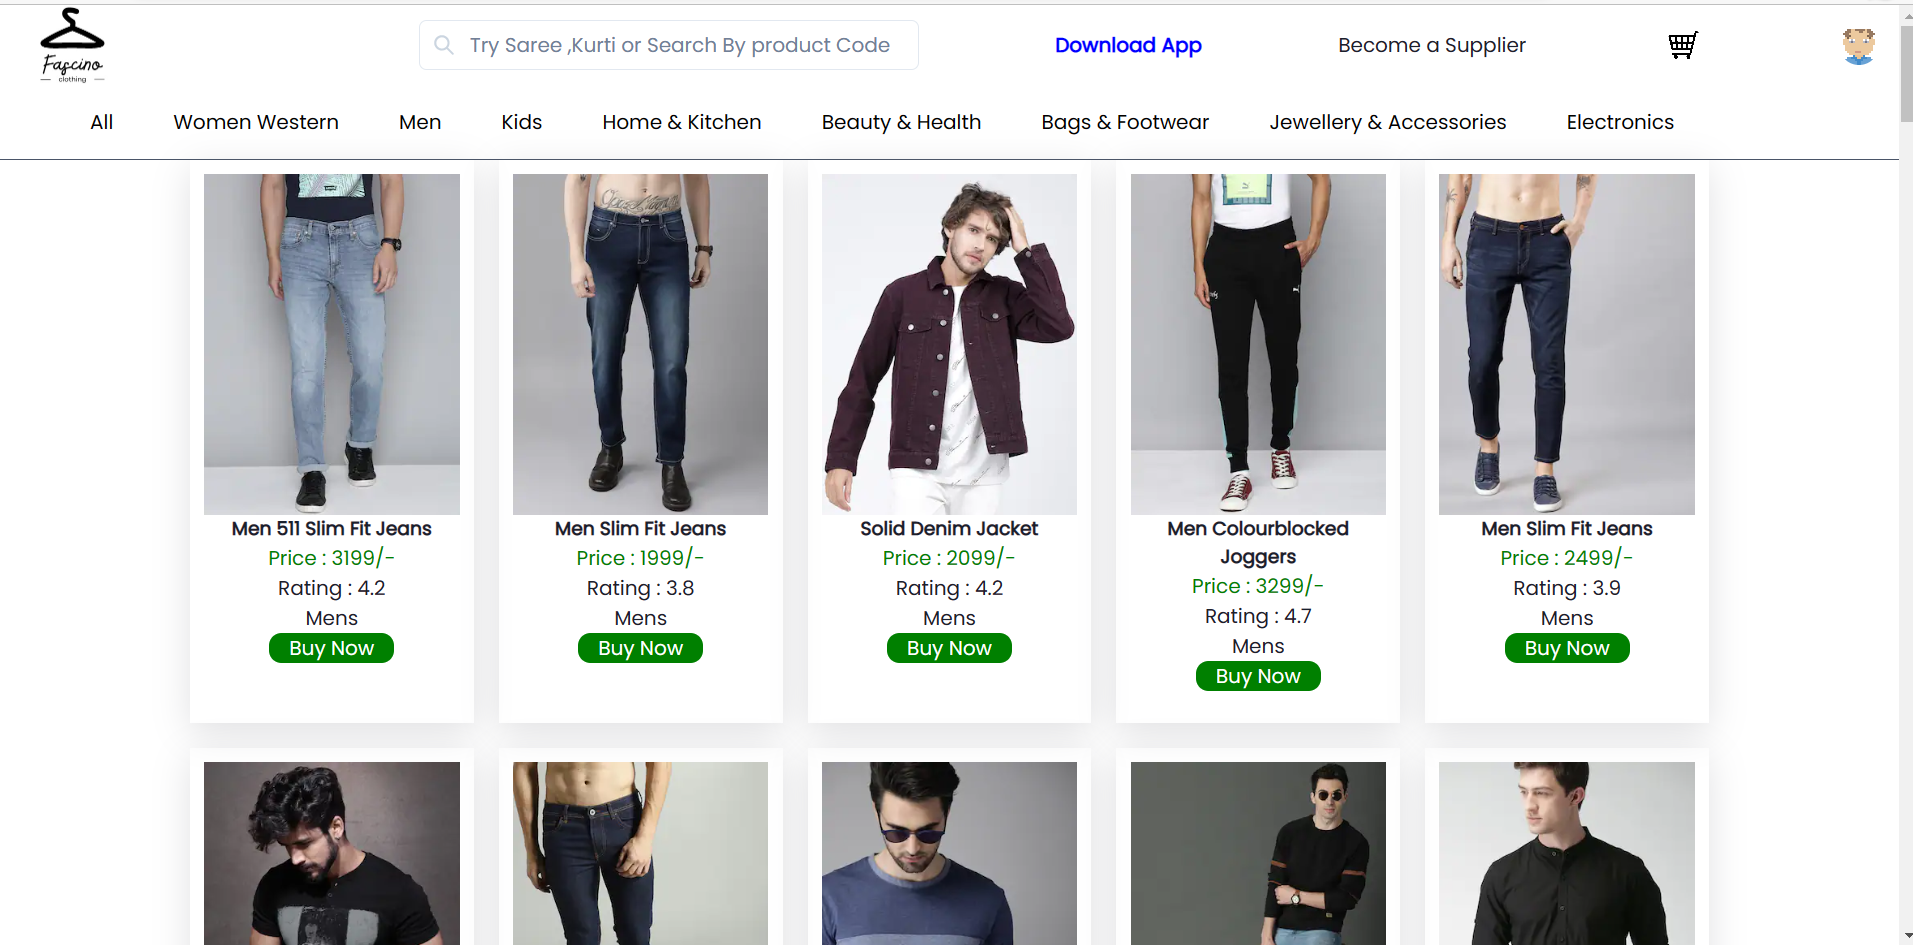 Fascino
clothing
Try Saree ,Kurti or Search By product Code
Download App
Become a Supplier
All
Women Western
Men
Kids
Home & Kitchen
Beauty & Health
Bags & Footwear
Jewellery & Accessories
Electronics
Men 511 Slim Fit Jeans
Price : 3199/-
Rating : 4.2
Mens
Buy Now
Men Slim Fit Jeans
Price : 1999/-
Rating : 3.8
Mens
Buy Now
Solid Denim Jacket
Price : 2099/-
Rating : 4.2
Mens
Buy Now
Men Colourblocked
Joggers
Price : 3299/-
Rating : 4.7
Mens
Buy Now
Men Slim Fit Jeans
Price : 2499/-
Rating : 3.9
Mens
Buy Now